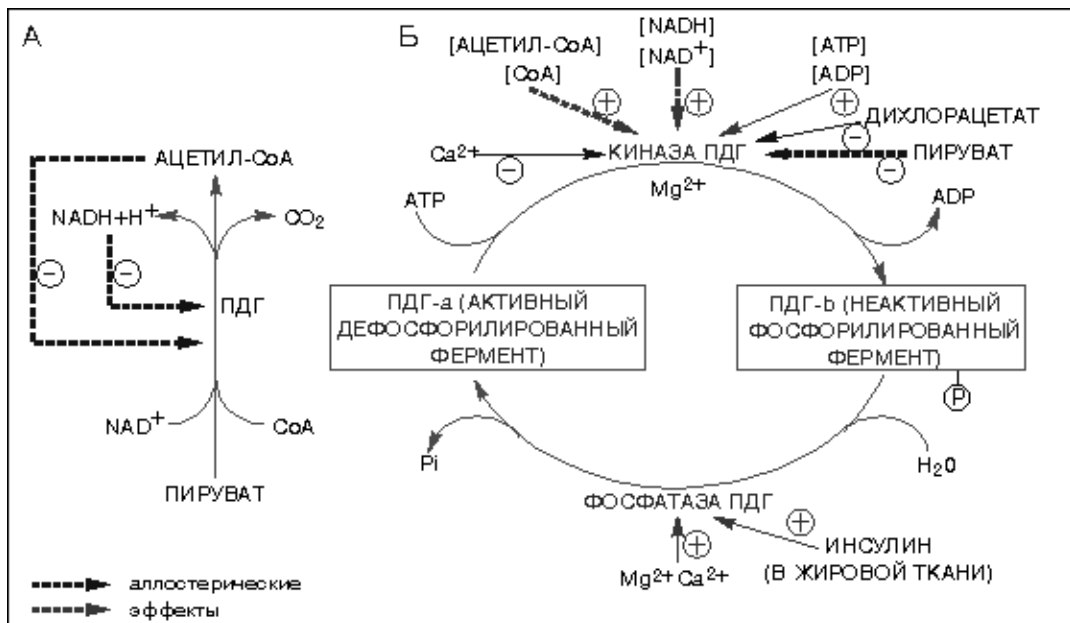 А
АЦЕТИЛ-CoA
NADH+H+
CO2
ПДГ
NAD+
CoA
ПИРУВАТ
аллостерические
эффекты
Б
[АЦЕТИЛ-CoA]
[CoA]
[NADH]
[NAD+]
[ATP]
[ADP]
ДИХЛОРАЦЕТАТ
ПИРУВАТ
Ca2+
КИНАЗА ПДГ
Mg2+
ATP
ADP
ПДГ-a (АКТИВНЫЙ
ДЕФОСФОРИЛИРОВАННЫЙ
ФЕРМЕНТ)
ПДГ-b (НЕАКТИВНЫЙ
ФОСФОРИЛИРОВАННЫЙ
ФЕРМЕНТ)
P
Pi
H20
ФОСФАТАЗА ПДГ
Mg2+ Ca2+
ИНСУЛИН
(В ЖИРОВОЙ ТКАНИ)